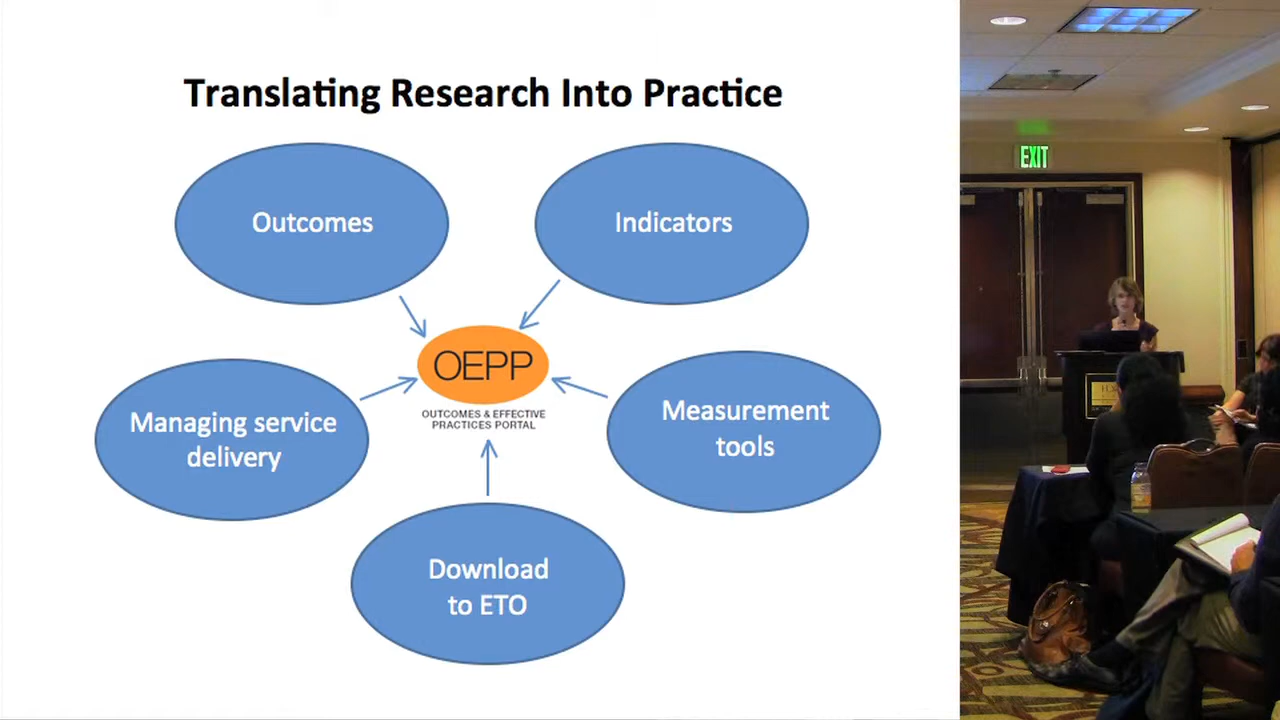 Translating Research Into Practice
Outcomes
Indicators
OEPP
OUTCOMES & EFFECTIVE
PRACTICES PORTAL
Managing service
delivery
Measurement
tools
Download
to ETO
EXIT